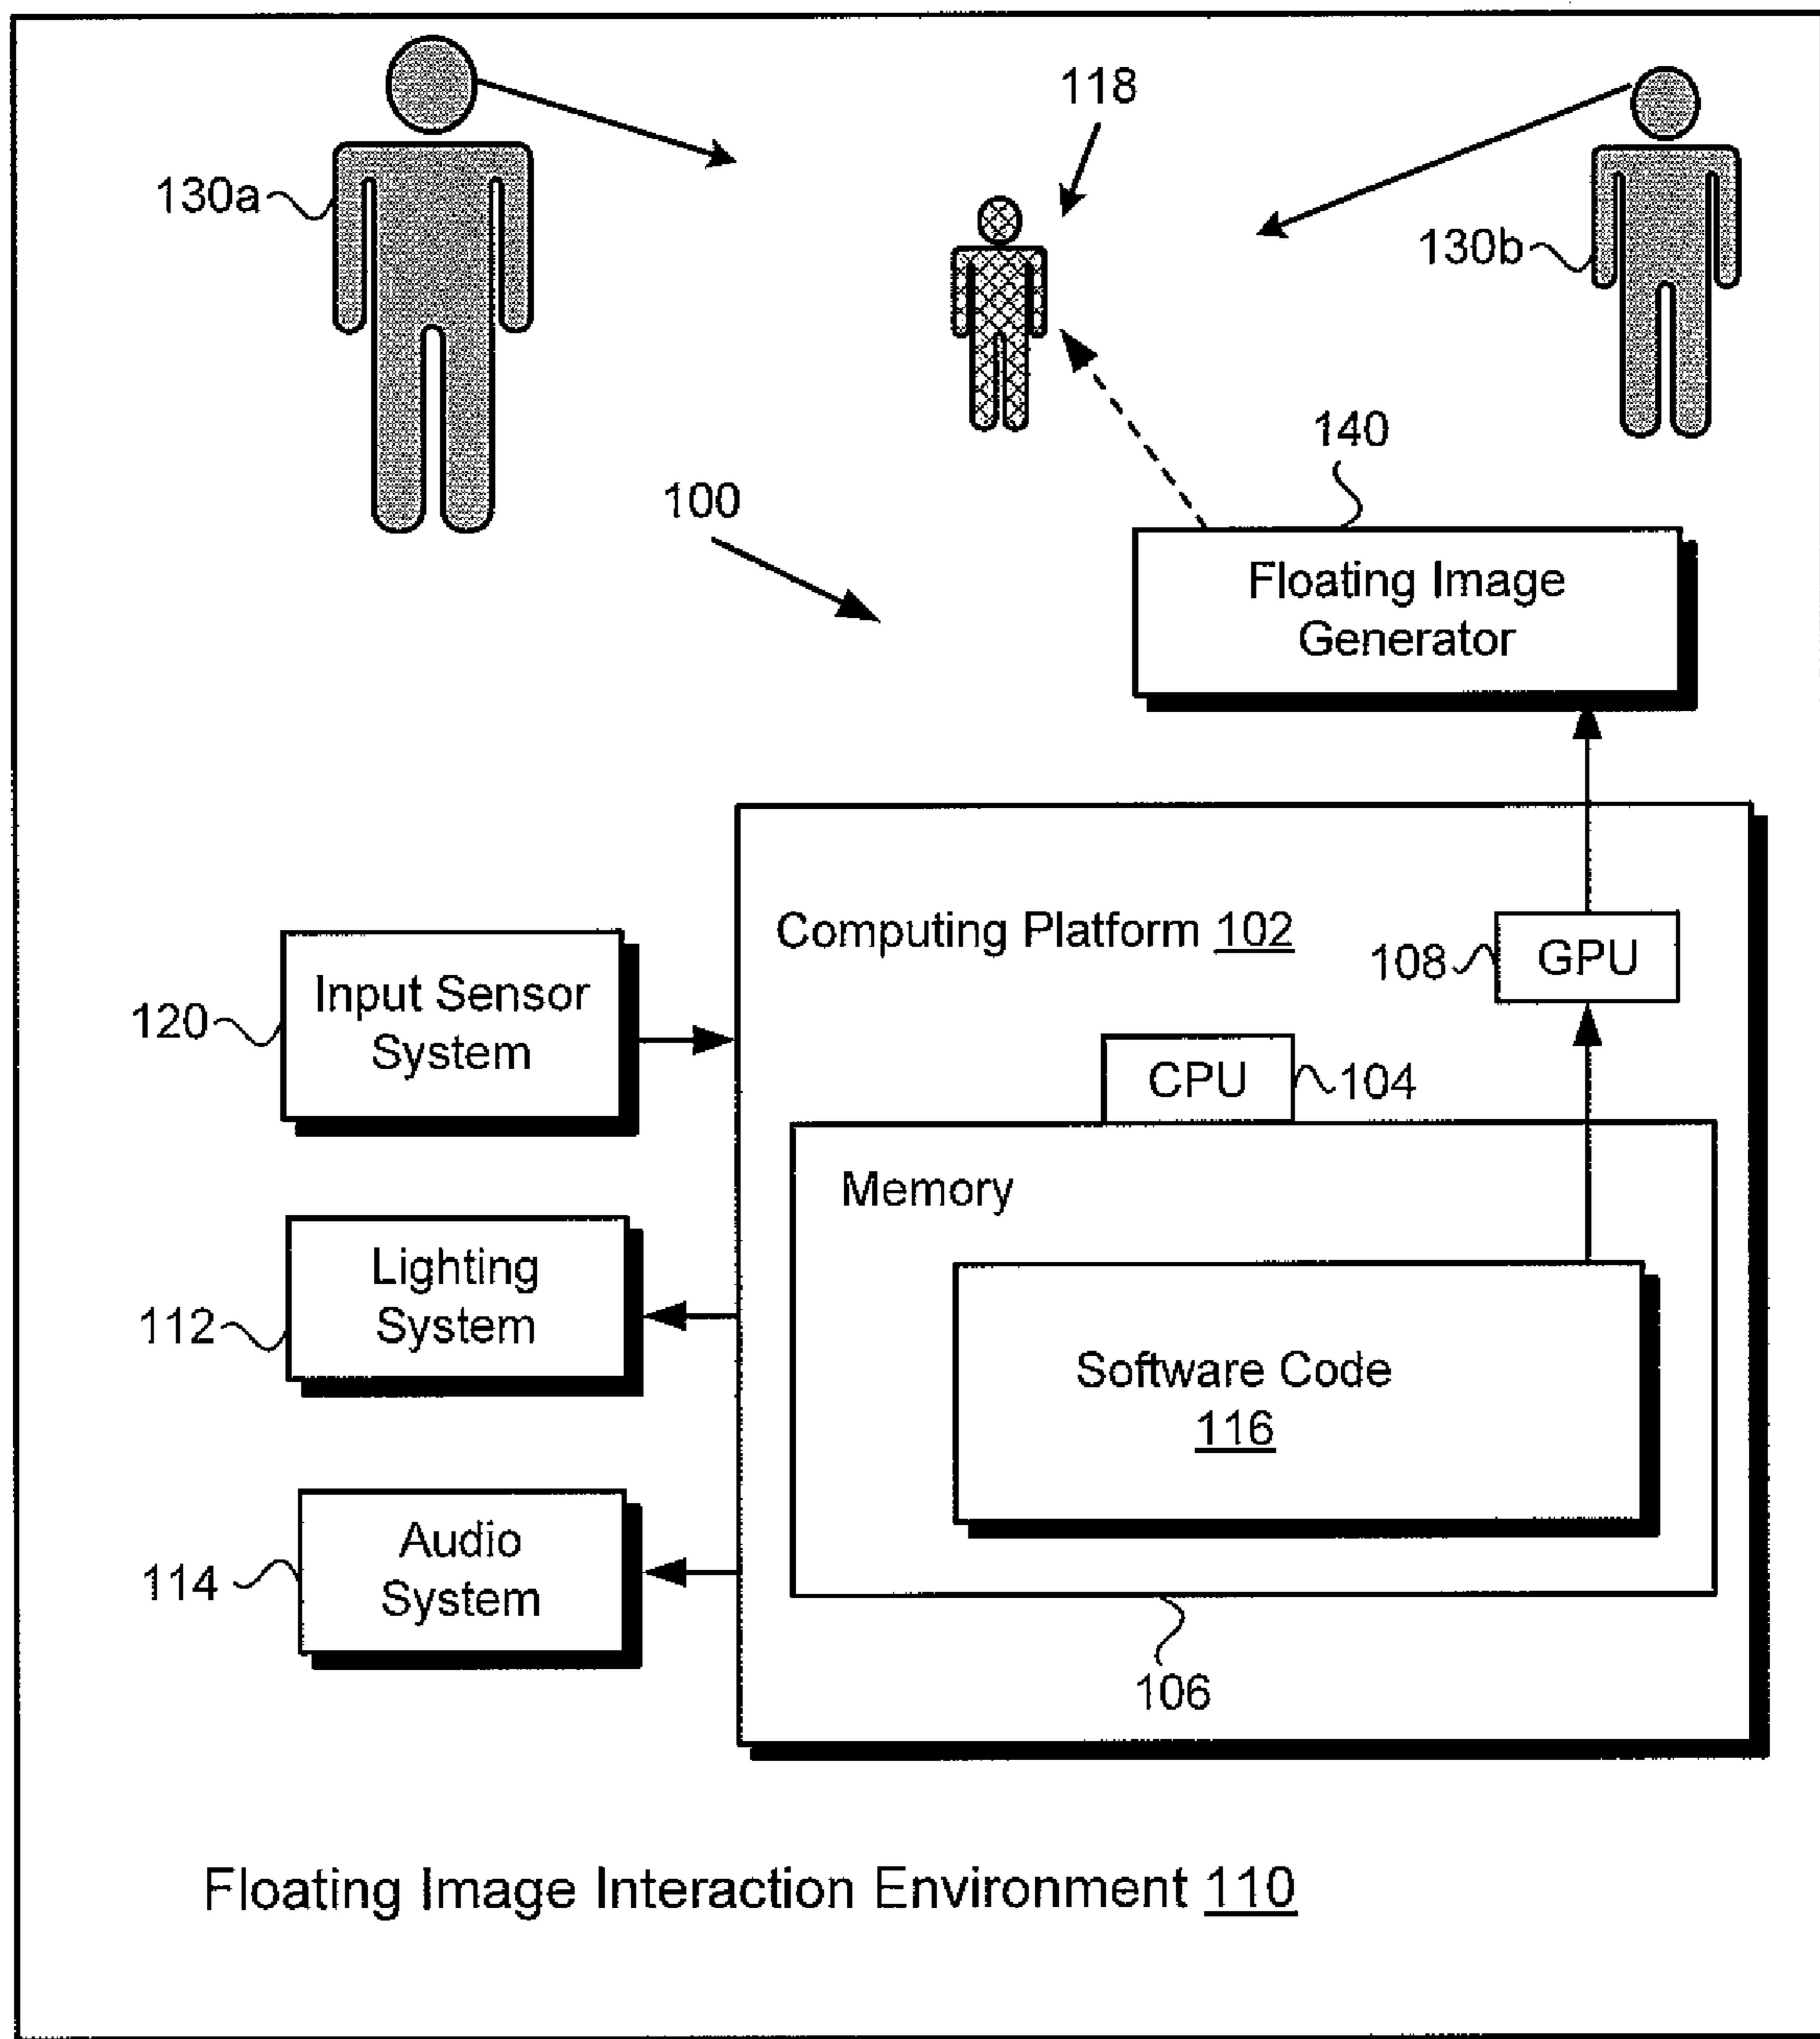 118
130a
130b
140
100
Floating Image
Generator
Computing Platform 102
108
GPU
Input Sensor
System
120
CPU
104
Memory
Lighting
System
112
Software Code
116
Audio
System
114
106
Floating Image Interaction Environment 110